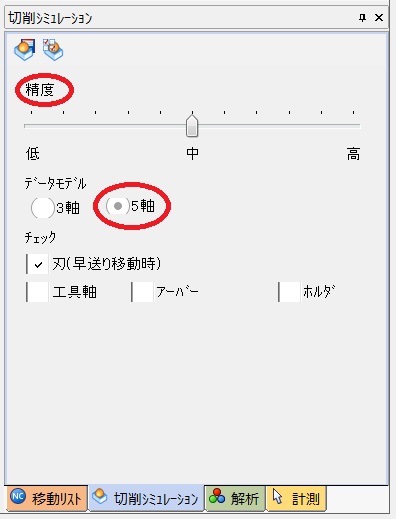 切削ｼﾐｭﾚｰｼｮﾝ
精度
低 中 高
ﾃﾞｰﾀﾓﾃﾞﾙ
3軸 5軸
ﾁｪｯｸ
刃(早送り移動時)
工具軸 ｱｰﾊﾞｰ ﾎﾙﾀﾞ
NC 移動ﾘｽﾄ 切削ｼﾐｭﾚｰｼｮﾝ 解析 計測